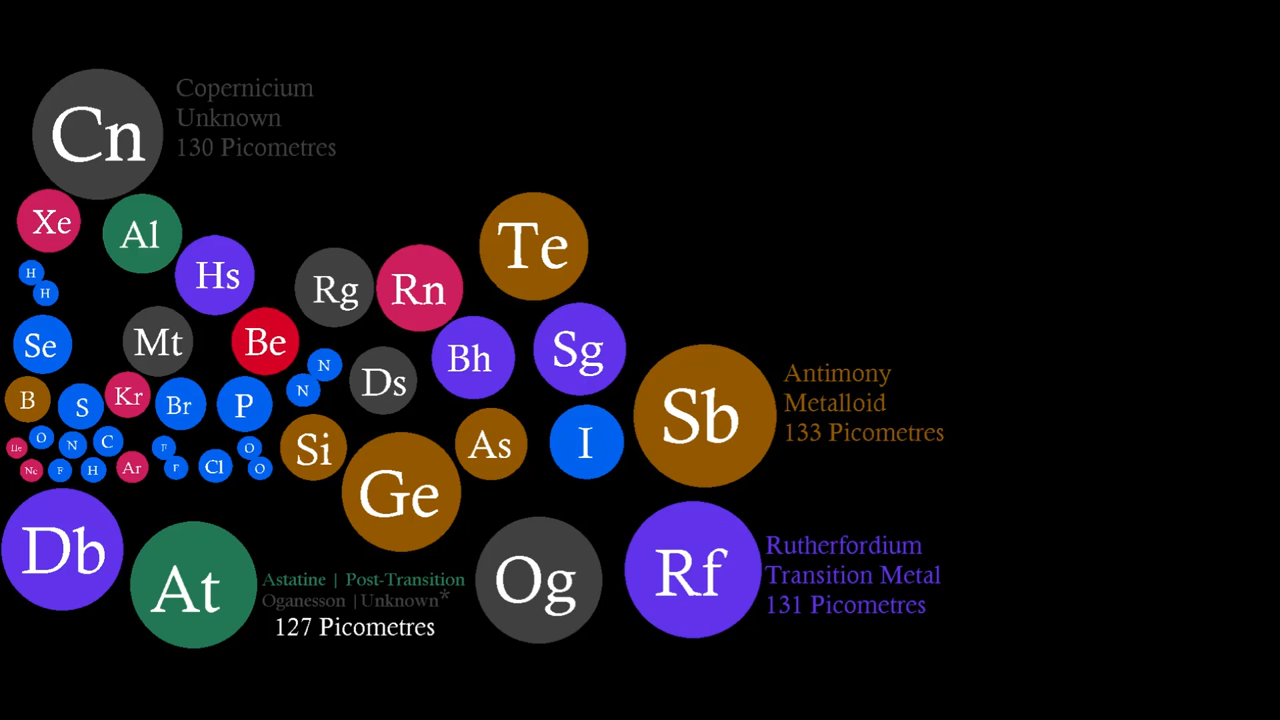 Cn
Copernicium
Unknown
130 Picometres
Xe
Al
Te
H
H
Hs
Rg
Rn
Se
Mt
Be
N
N
Ds
Bh
Sg
B
S
Kr
Br
P
Sb
Antimony
Metalloid
133 Picometres
O
N
C
He
Ne
F
H
Ar
F
F
Cl
O
O
Si
Ge
As
I
Db
At
Astatine | Post-Transition
Oganesson |Unknown*
127 Picometres
Og
Rf
Rutherfordium
Transition Metal
131 Picometres